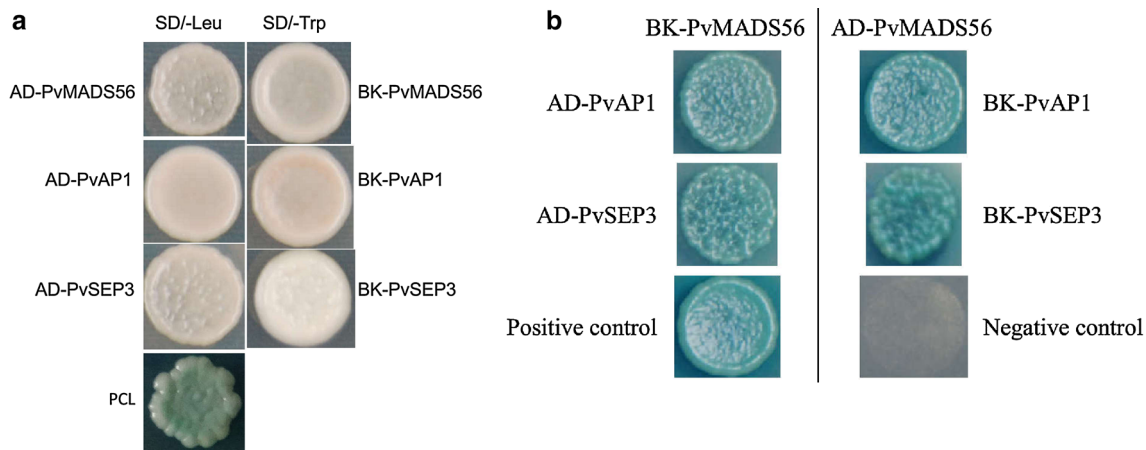 a
SD/-Leu SD/-Trp
AD-PvMADS56 BK-PvMADS56
AD-PvAP1 BK-PvAP1
AD-PvSEP3 BK-PvSEP3
PCL
b
BK-PvMADS56 AD-PvMADS56
AD-PvAP1 BK-PvAP1
AD-PvSEP3 BK-PvSEP3
Positive control Negative control